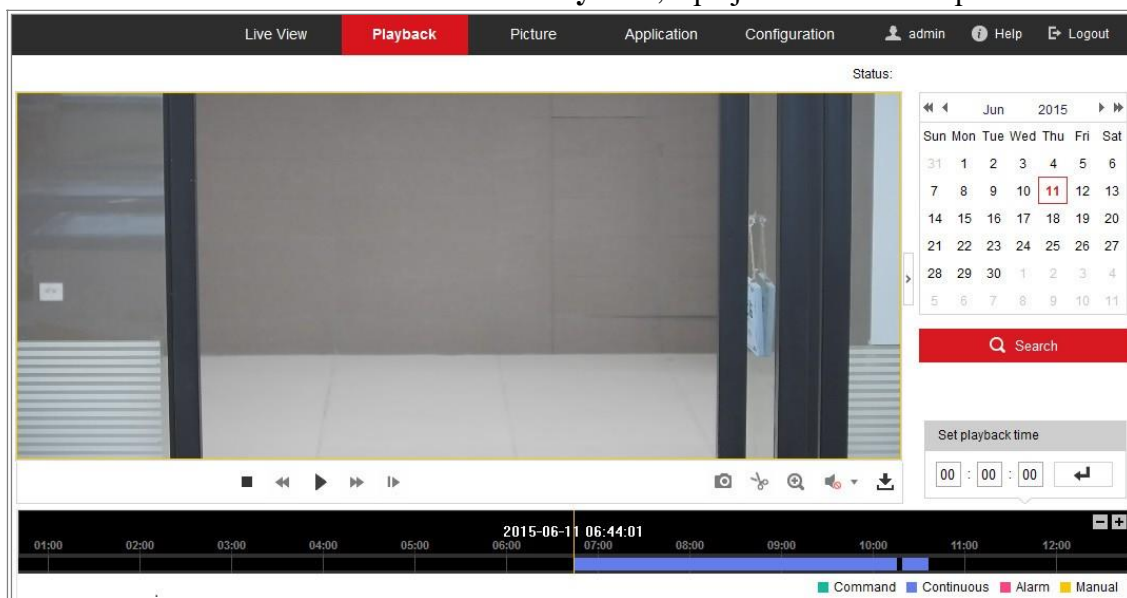 Live View Playback Picture Application Configuration admin Help Logout
Status:
Jun 2015
Sun Mon Tue Wed Thu Fri Sat
31 1 2 3 4 5 6
7 8 9 10 11 12 13
14 15 16 17 18 19 20
21 22 23 24 25 26 27
28 29 30 1 2 3 4
5 6 7 8 9 10 11
Search
Set playback time
00 : 00 : 00
2015-06-11 06:44:01
01:00 02:00 03:00 04:00 05:00 06:00 07:00 08:00 09:00 10:00 11:00 12:00
Command Continuous Alarm Manual